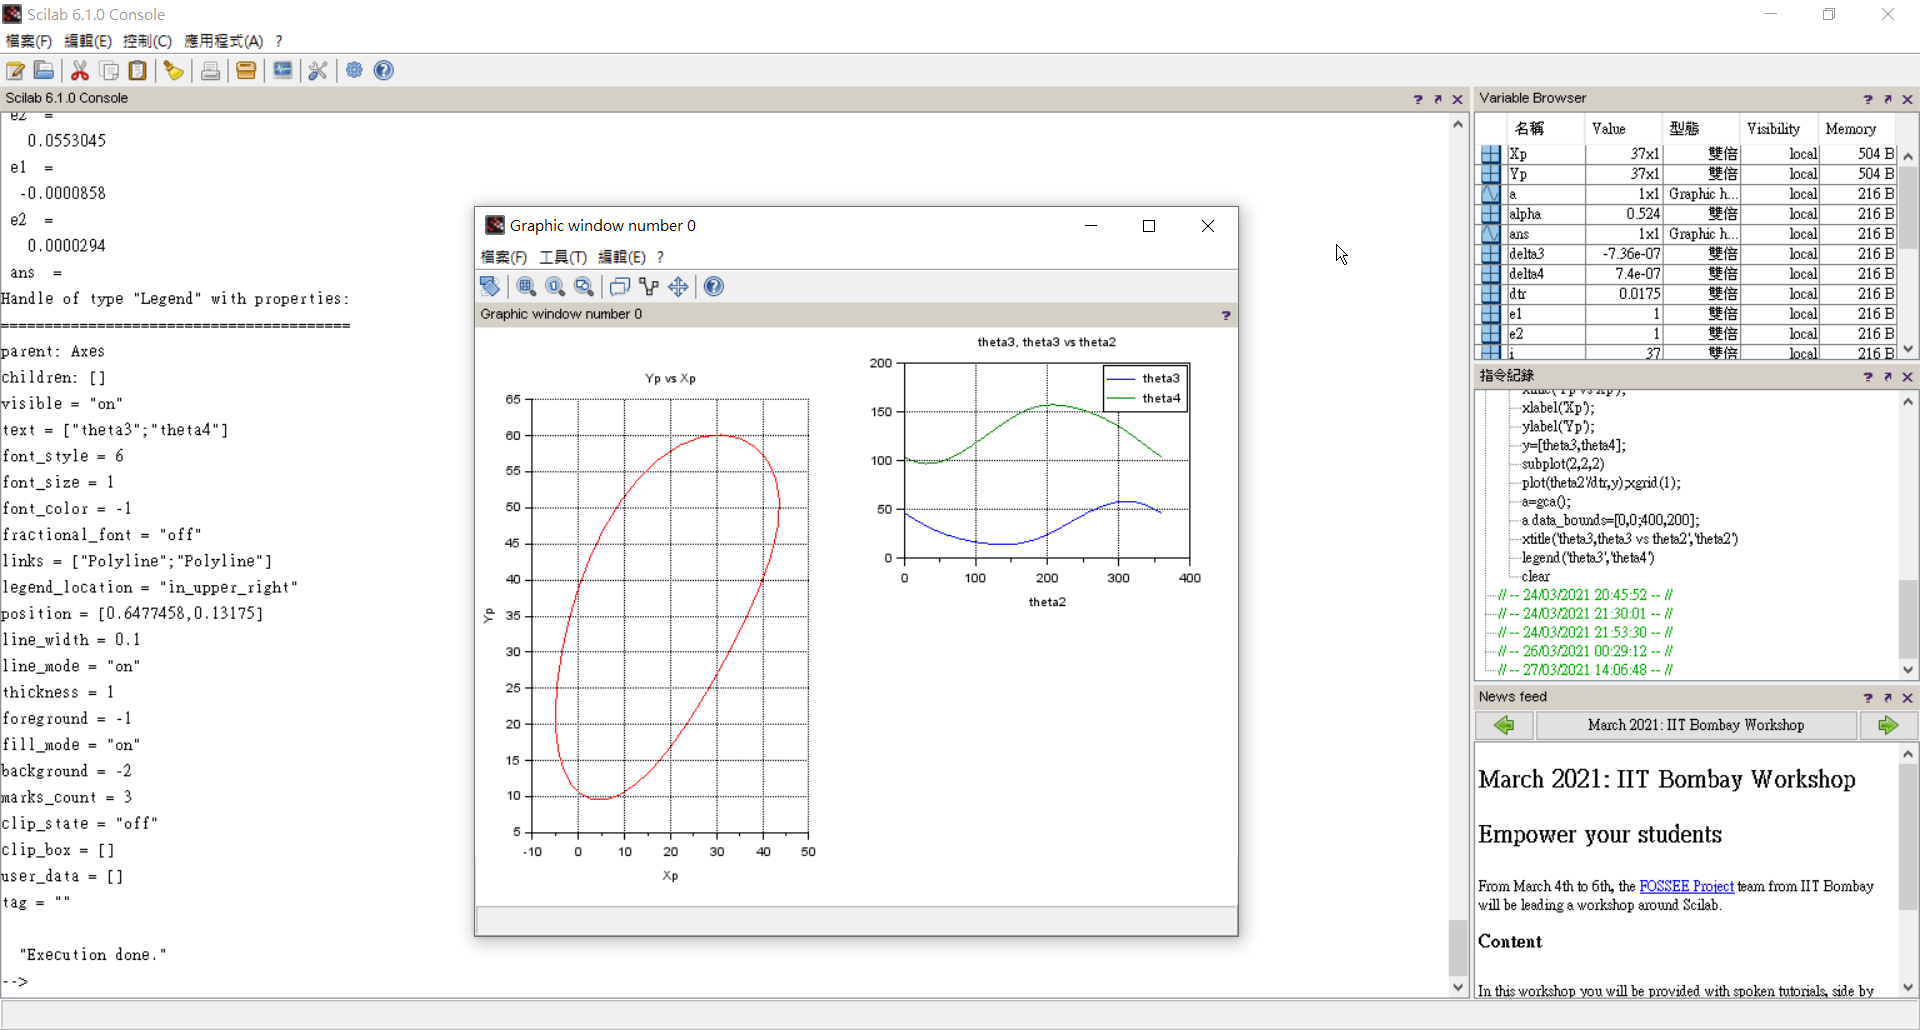 Scilab 6.1.0 Console
檔案(F) 編輯(E) 控制(C) 應用程式(A) ?
Scilab 6.1.0 Console
e2 =
0.0553045
e1 =
-0.0000858
e2 =
0.0000294
ans =
Handle of type "Legend" with properties:
========================================
parent: Axes
children: []
visible = "on"
text = ["theta3";"theta4"]
font_style = 6
font_size = 1
font_color = -1
fractional_font = "off"
links = ["Polyline";"Polyline"]
legend_location = "in_upper_right"
position = [0.6477458,0.13175]
line_width = 0.1
line_mode = "on"
thickness = 1
foreground = -1
fill_mode = "on"
background = -2
marks_count = 3
clip_state = "off"
clip_box = []
user_data = []
tag = ""
"Execution done."
-->
Graphic window number 0
檔案(F) 工具(T) 編輯(E) ?
Graphic window number 0
Yp vs Xp
65
60
55
50
45
40
35
30
25
20
15
10
5
Yp
-10 0 10 20 30 40 50
Xp
theta3, theta3 vs theta2
200
150
100
50
0
theta3
theta4
0 100 200 300 400
theta2
Variable Browser
名稱 Value 型態 Visibility Memory
Xp 37x1 雙倍 local 504 B
Yp 37x1 雙倍 local 504 B
a 1x1 Graphic h... local 216 B
alpha 0.524 雙倍 local 216 B
ans 1x1 Graphic h... local 216 B
delta3 -7.36e-07 雙倍 local 216 B
delta4 7.4e-07 雙倍 local 216 B
dtr 0.0175 雙倍 local 216 B
e1 1 雙倍 local 216 B
e2 1 雙倍 local 216 B
i 37 雙倍 local 216 B
指令紀錄
xtitle('Yp vs Xp');
xlabel('Xp');
ylabel('Yp');
y=[theta3,theta4];
subplot(2,2,2)
plot(theta2'/dtr,y);xgrid(1);
a=gca();
a.data_bounds=[0,0;400,200];
xtitle('theta3,theta3 vs theta2','theta2')
legend('theta3','theta4')
clear
// -- 24/03/2021 20:45:52 -- //
// -- 24/03/2021 21:30:01 -- //
// -- 24/03/2021 21:53:30 -- //
// -- 26/03/2021 00:29:12 -- //
// -- 27/03/2021 14:06:48 -- //
News feed
March 2021: IIT Bombay Workshop
March 2021: IIT Bombay Workshop
Empower your students
From March 4th to 6th, the FOSSEE Project team from IIT Bombay
will be leading a workshop around Scilab.
Content
In this workshop you will be provided with spoken tutorials, side by